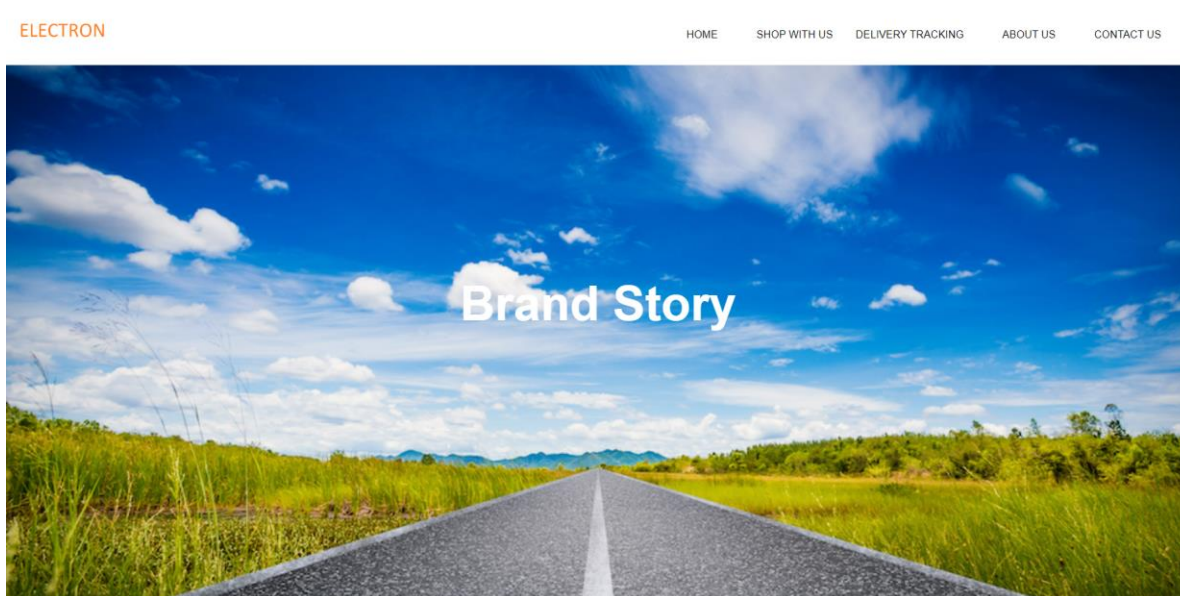 ELECTRON
HOME SHOP WITH US DELIVERY TRACKING ABOUT US CONTACT US
Brand Story